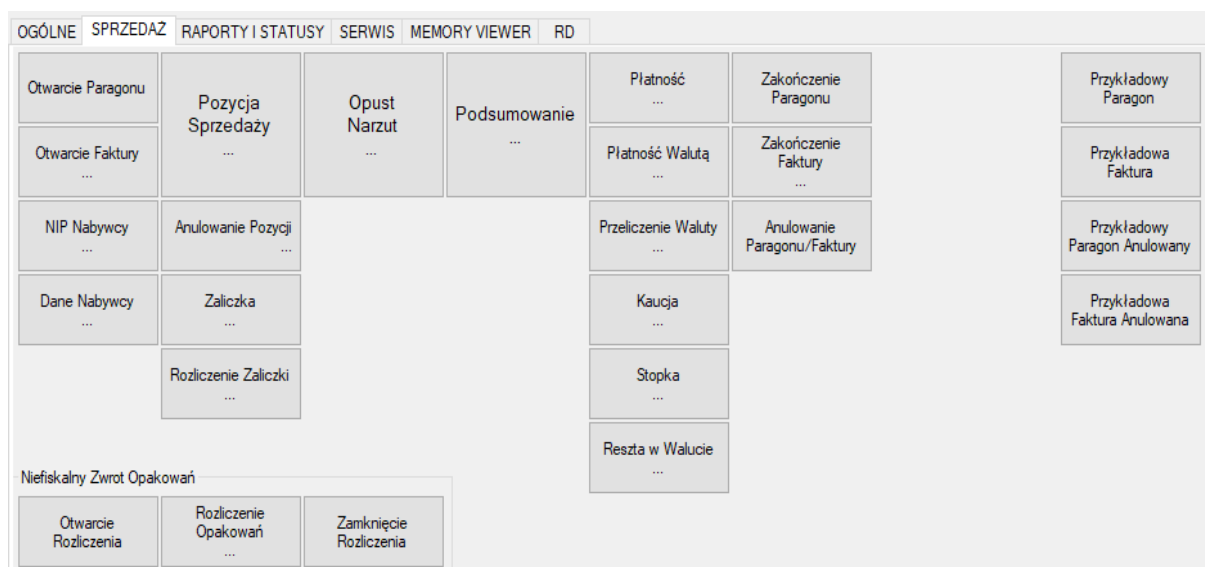 OGÓLNE SPRZEDAŻ RAPORTY I STATUSY SERWIS MEMORY VIEWER RD
Otwarcie Paragonu
Pozycja
Sprzedaży
...
Opust
Narzut
...
Podsumowanie
...
Płatność
...
Zakończenie
Paragonu
Przykładowy
Paragon
Otwarcie Faktury
...
Płatność Walutą
...
Zakończenie
Faktury
...
Przykładowa
Faktura
NIP Nabywcy
...
Anulowanie Pozycji
...
Przeliczenie Waluty
...
Anulowanie
Paragonu/Faktury
Przykładowy
Paragon Anulowany
Dane Nabywcy
...
Zaliczka
...
Kaucja
...
Przykładowa
Faktura Anulowana
Rozliczenie Zaliczki
...
Stopka
...
Reszta w Walucie
...
Niefiskalny Zwrot Opakowań
Otwarcie
Rozliczenia
Rozliczenie
Opakowań
...
Zamknięcie
Rozliczenia